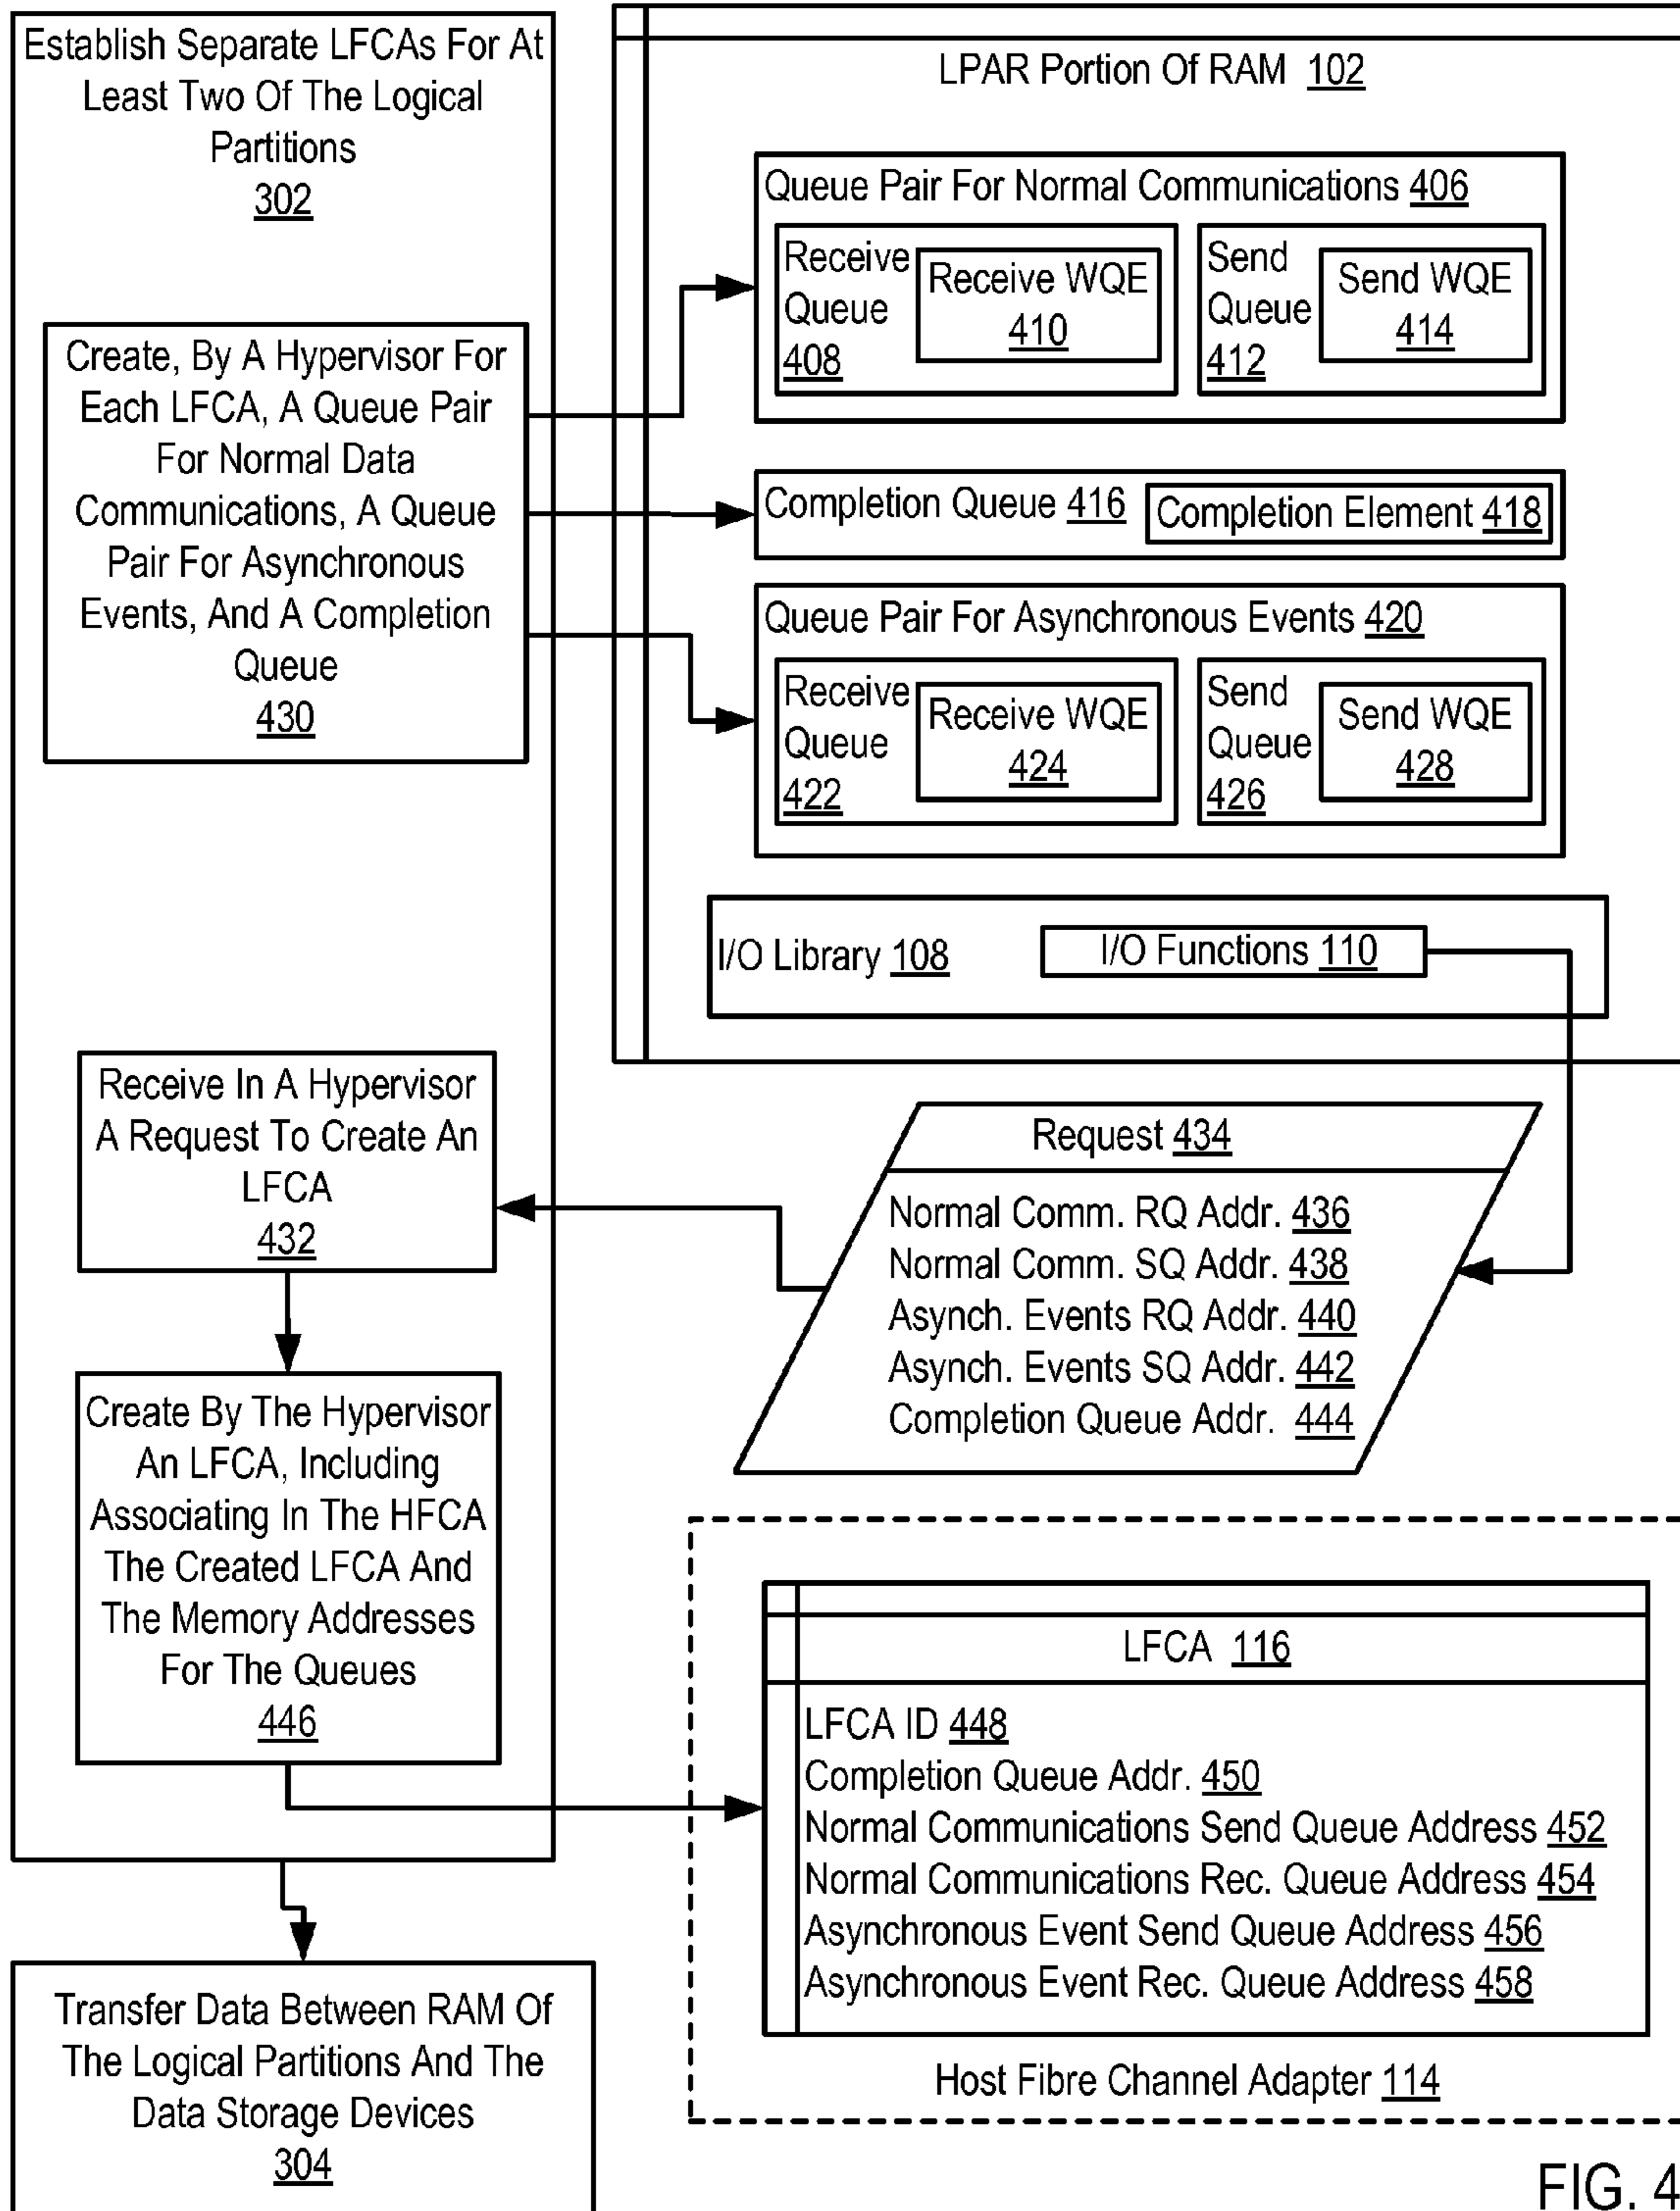 Establish Separate LFCAs For At
Least Two Of The Logical
Partitions
302
Create, By A Hypervisor For
Each LFCA, A Queue Pair
For Normal Data
Communications, A Queue
Pair For Asynchronous
Events, And A Completion
Queue
430
Receive In A Hypervisor
A Request To Create An
LFCA
432
Create By The Hypervisor
An LFCA, Including
Associating In The HFCA
The Created LFCA And
The Memory Addresses
For The Queues
446
Transfer Data Between RAM Of
The Logical Partitions And The
Data Storage Devices
304
LPAR Portion Of RAM 102
Queue Pair For Normal Communications 406
Receive
Queue
408
Receive WQE
410
Send
Queue
412
Send WQE
414
Completion Queue 416
Completion Element 418
Queue Pair For Asynchronous Events 420
Receive
Queue
422
Receive WQE
424
Send
Queue
426
Send WQE
428
I/O Library 108
I/O Functions 110
Request 434
Normal Comm. RQ Addr. 436
Normal Comm. SQ Addr. 438
Asynch. Events RQ Addr. 440
Asynch. Events SQ Addr. 442
Completion Queue Addr. 444
LFCA 116
LFCA ID 448
Completion Queue Addr. 450
Normal Communications Send Queue Address 452
Normal Communications Rec. Queue Address 454
Asynchronous Event Send Queue Address 456
Asynchronous Event Rec. Queue Address 458
Host Fibre Channel Adapter 114
FIG. 4